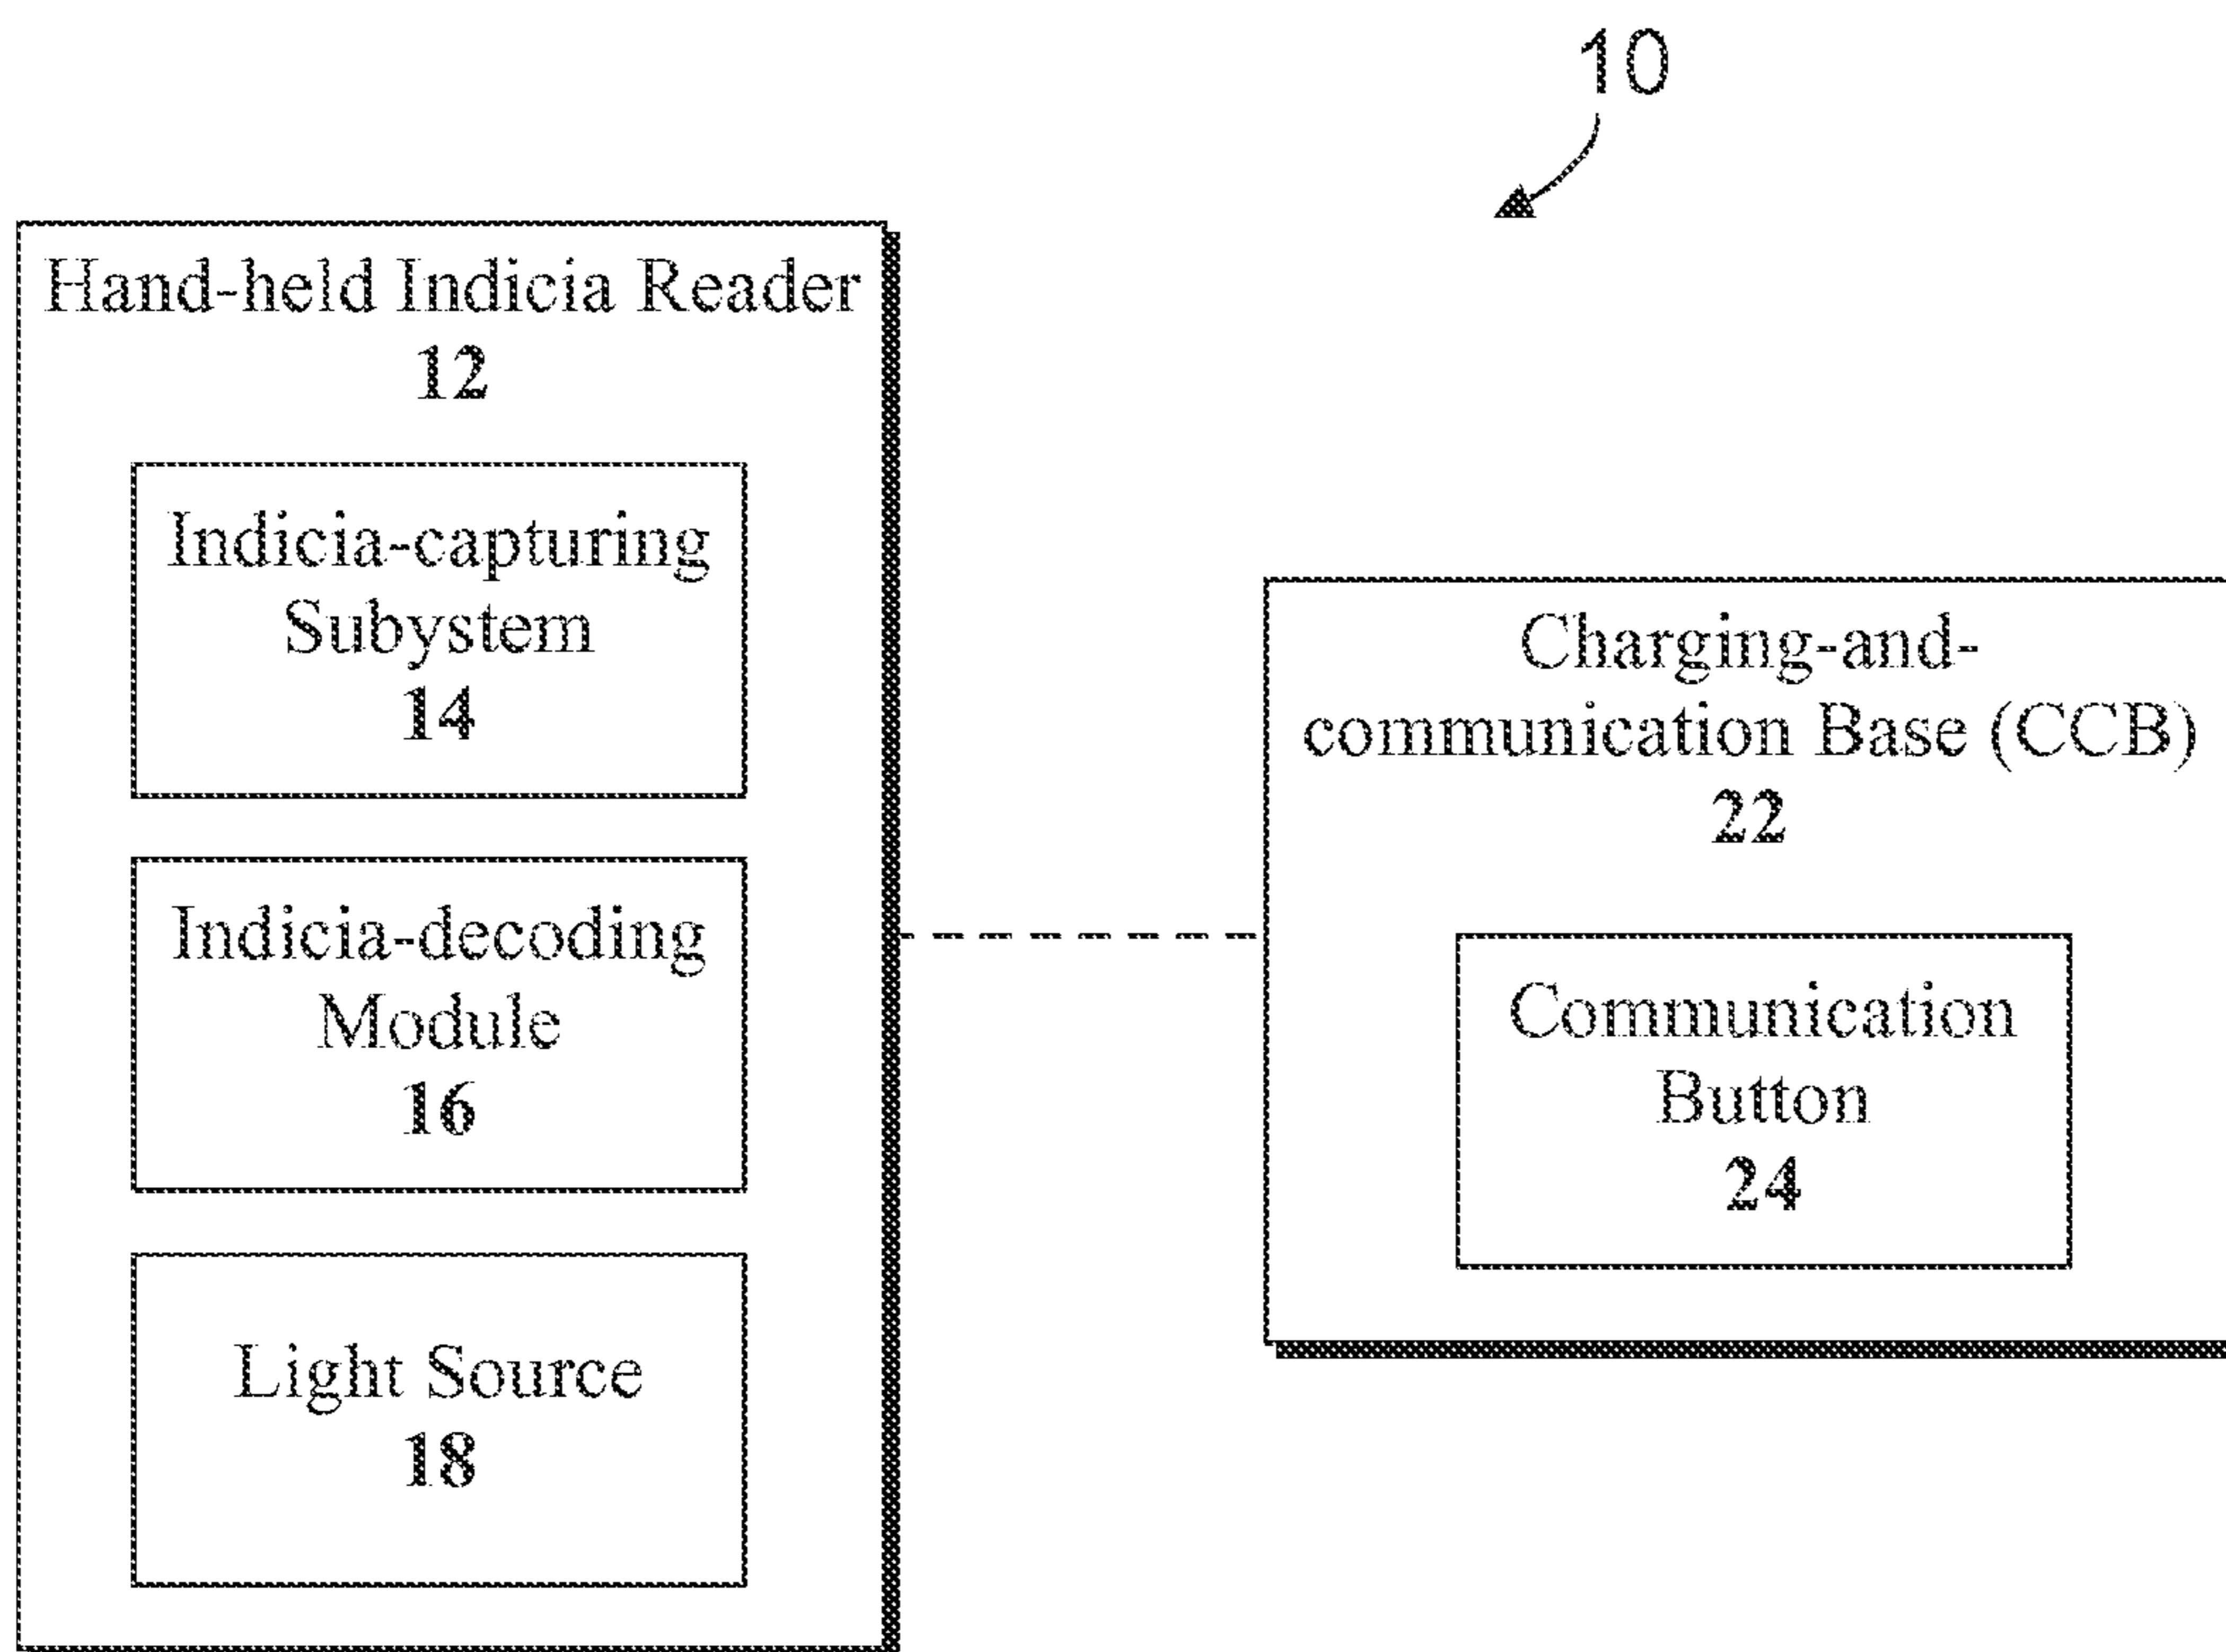 10
Hand-held Indicia Reader
12
Indicia-capturing
Subystem
14
Indicia-decoding
Module
16
Light Source
18
Charging-and-
communication Base (CCB)
22
Communication
Button
24